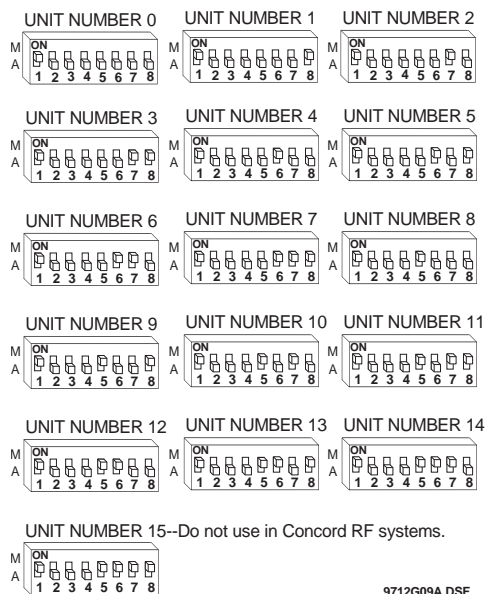 UNIT NUMBER 0 UNIT NUMBER 1 UNIT NUMBER 2
M ON M ON M ON
A A A
1 2 3 4 5 6 7 8 1 2 3 4 5 6 7 8 1 2 3 4 5 6 7 8
UNIT NUMBER 3 UNIT NUMBER 4 UNIT NUMBER 5
M ON M ON M ON
A A A
1 2 3 4 5 6 7 8 1 2 3 4 5 6 7 8 1 2 3 4 5 6 7 8
UNIT NUMBER 6 UNIT NUMBER 7 UNIT NUMBER 8
M ON M ON M ON
A A A
1 2 3 4 5 6 7 8 1 2 3 4 5 6 7 8 1 2 3 4 5 6 7 8
UNIT NUMBER 9 UNIT NUMBER 10 UNIT NUMBER 11
M ON M ON M ON
A A A
1 2 3 4 5 6 7 8 1 2 3 4 5 6 7 8 1 2 3 4 5 6 7 8
UNIT NUMBER 12 UNIT NUMBER 13 UNIT NUMBER 14
M ON M ON M ON
A A A
1 2 3 4 5 6 7 8 1 2 3 4 5 6 7 8 1 2 3 4 5 6 7 8
UNIT NUMBER 15--Do not use in Concord RF systems.
M ON
A
1 2 3 4 5 6 7 8
9712G09A.DSF